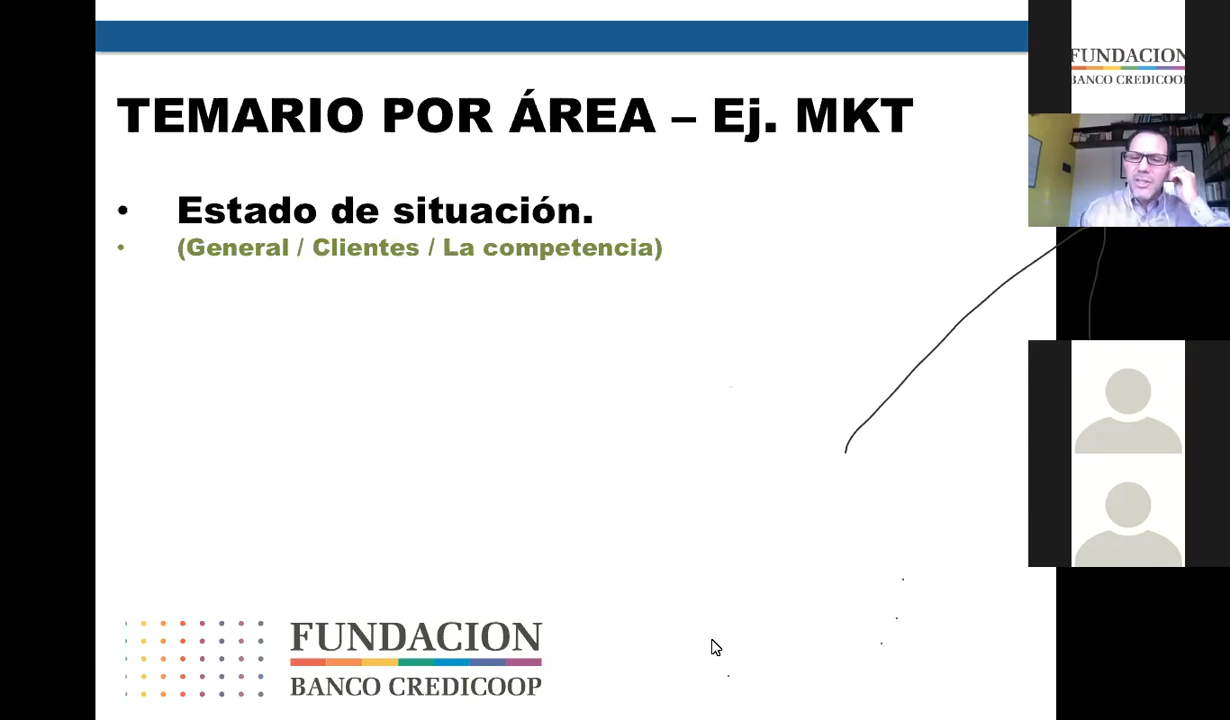 TEMARIO POR ÁREA – Ej. MKT
• Estado de situación.
• (General / Clientes / La competencia)
FUNDACION
BANCO CREDICOOP
FUNDACION
BANCO CREDICOOP